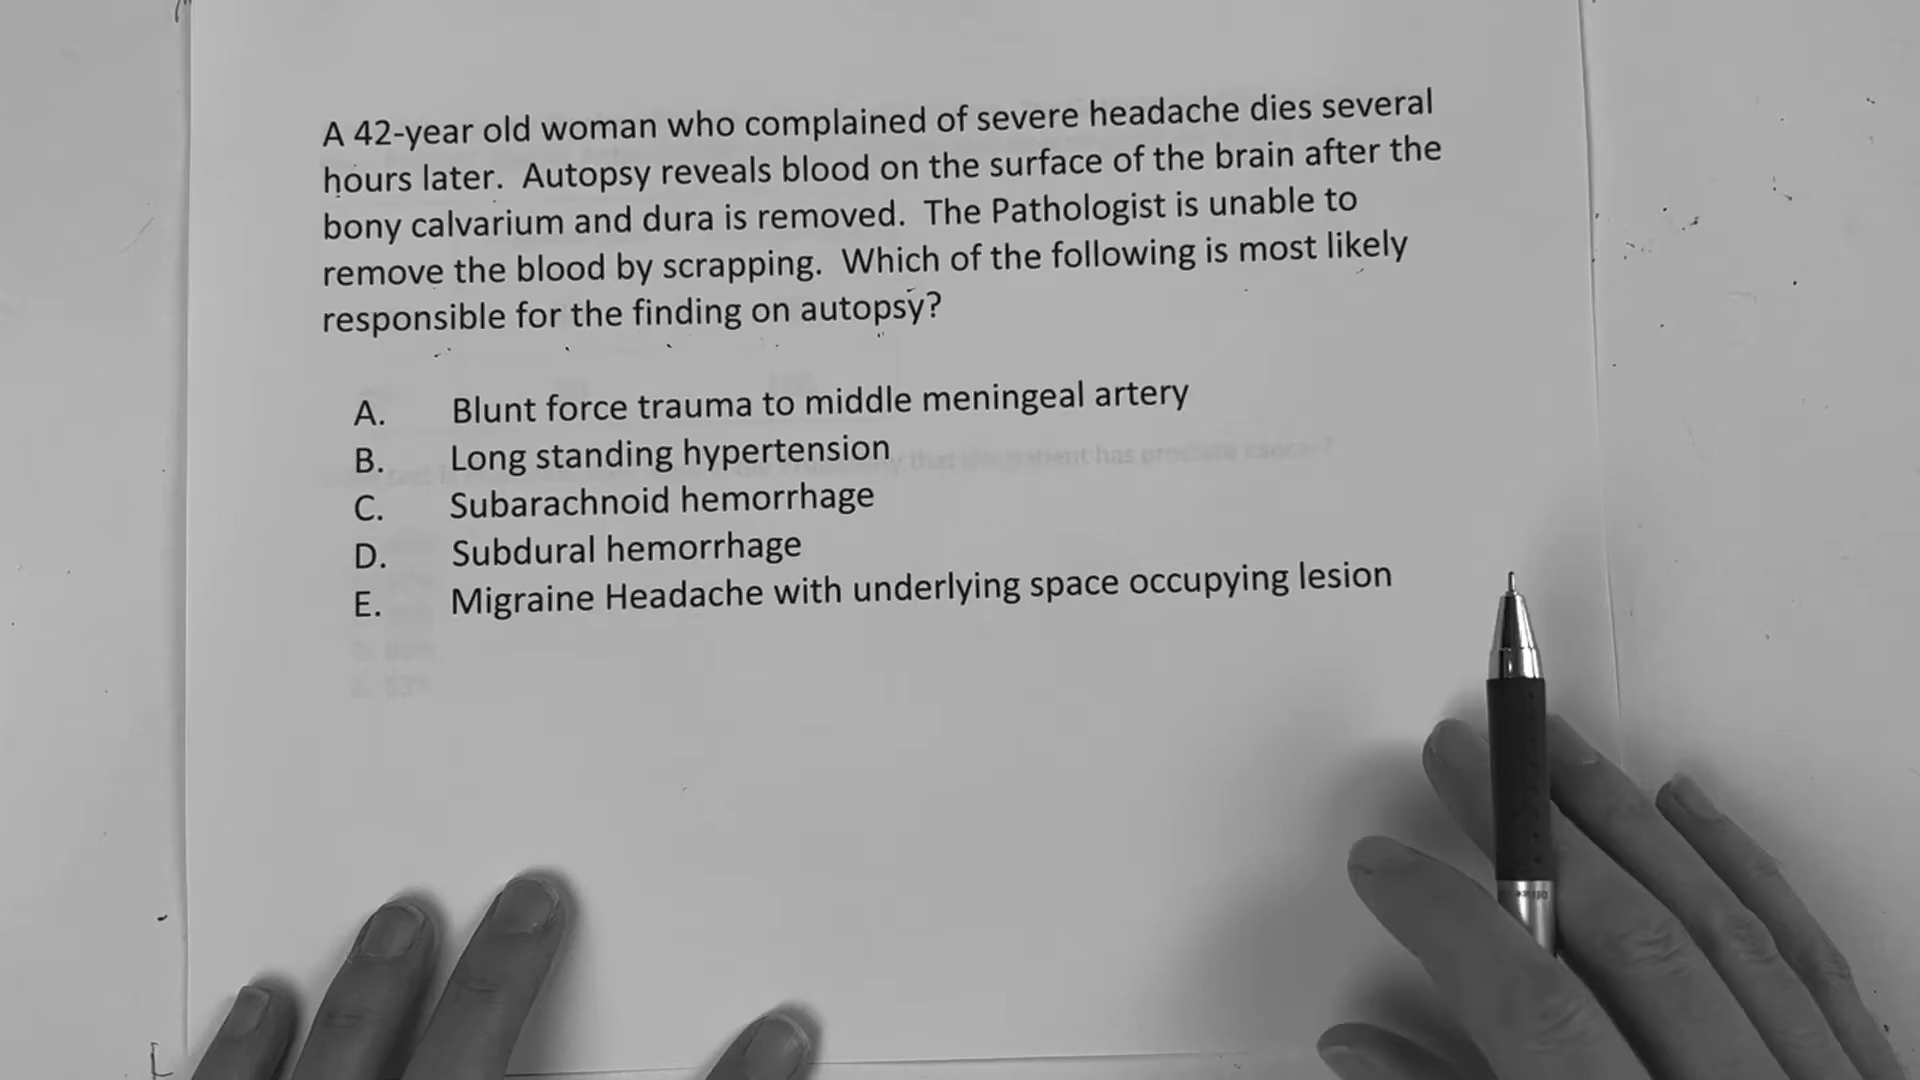 A 42-year old woman who complained of severe headache dies several
hours later. Autopsy reveals blood on the surface of the brain after the
bony calvarium and dura is removed. The Pathologist is unable to
remove the blood by scrapping. Which of the following is most likely
responsible for the finding on autopsy?
A. Blunt force trauma to middle meningeal artery
B. Long standing hypertension
C. Subarachnoid hemorrhage
D. Subdural hemorrhage
E. Migraine Headache with underlying space occupying lesion